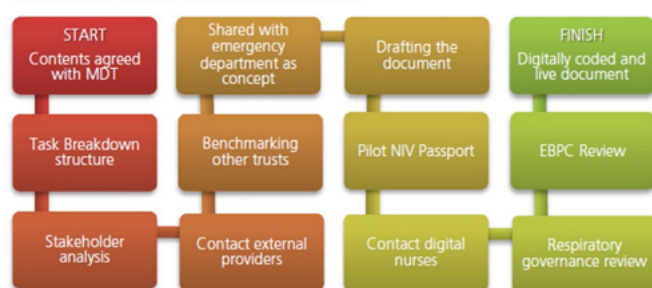 START
Contents agreed
with MDT
Task Breakdown
structure
Stakeholder
analysis
Contact external
providers
Benchmarking
other trusts
Shared with
emergency
department as
concept
Drafting the
document
Pilot NIV Passport
Contact digital
nurses
Respiratory
governance review
EBPC Review
FINISH
Digitally coded and
live document